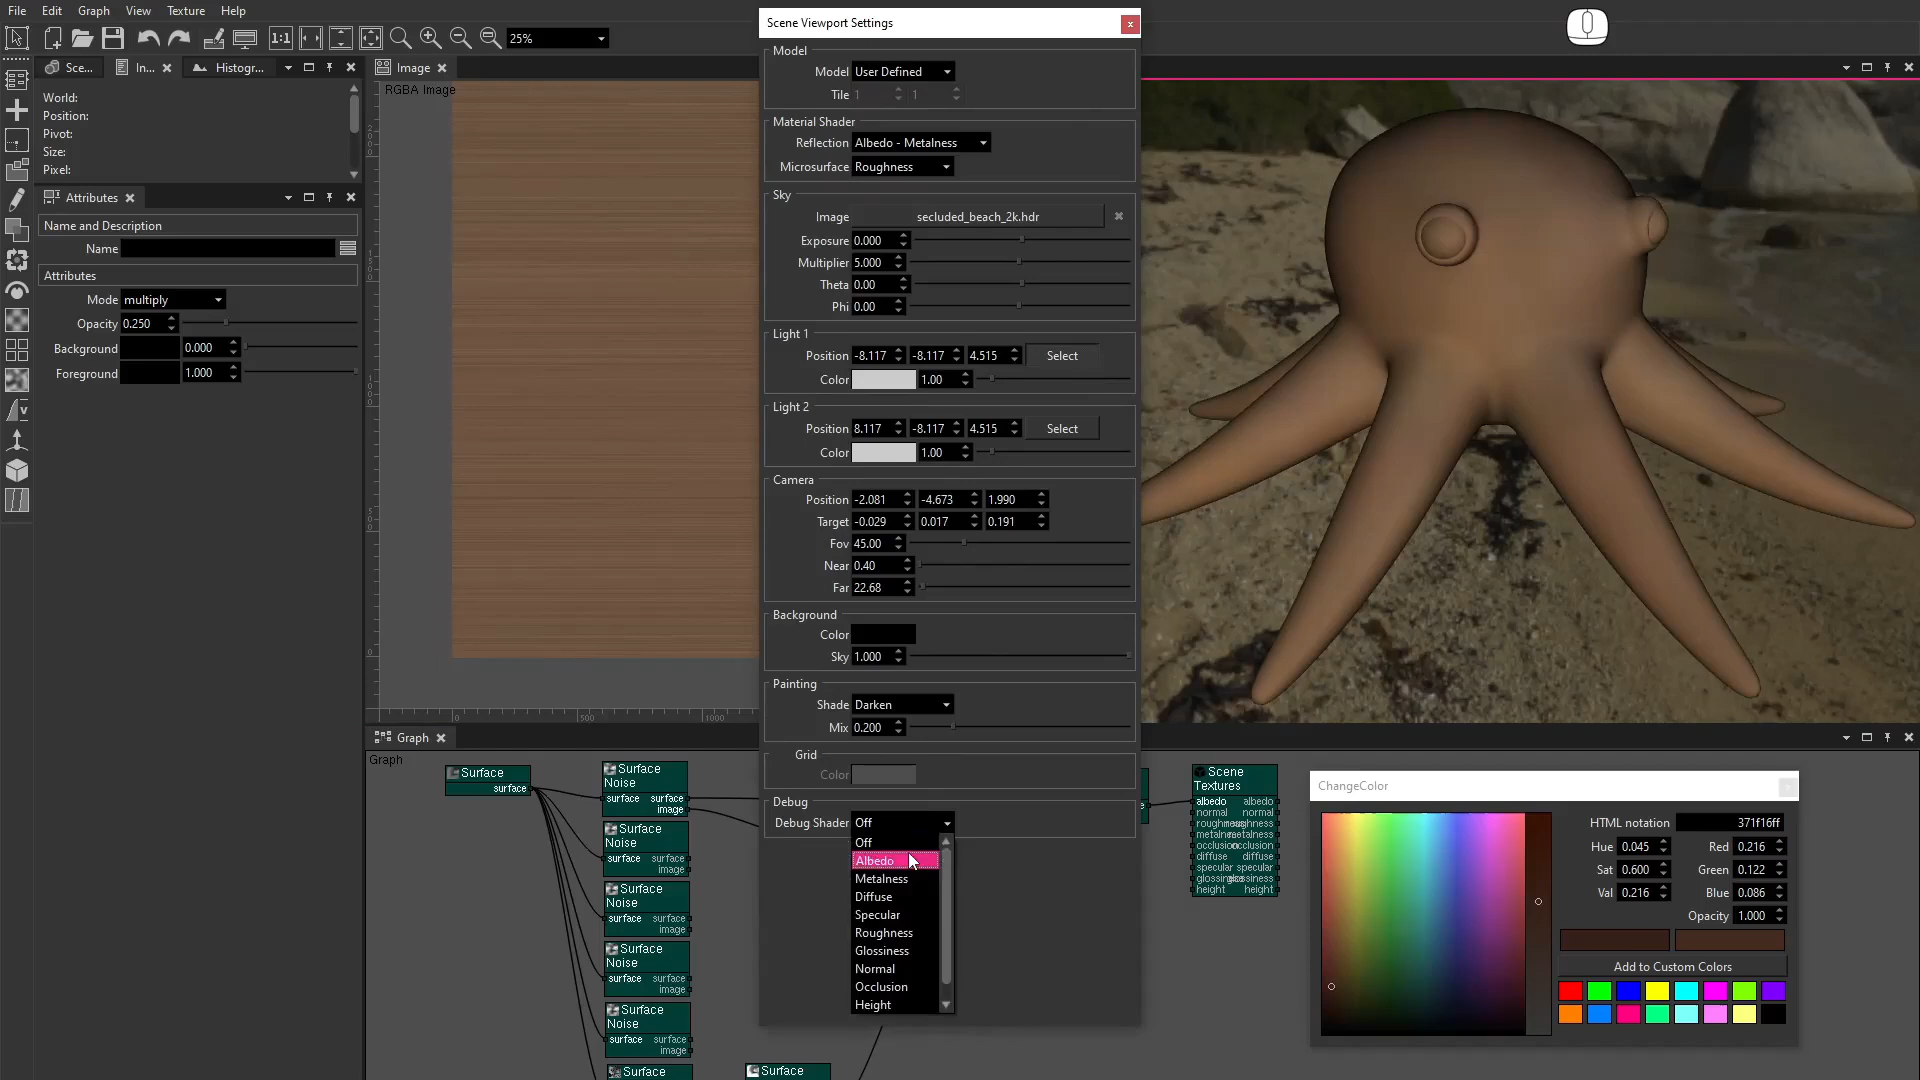 File Edit Graph View Texture Help
1:1 25%
Sce... In... Histogr...
World:
Position:
Pivot:
Size:
Pixel:
Attributes
Name and Description
Name
Attributes
Mode multiply
Opacity 0.250
Background 0.000
Foreground 1.000
Image
RGBA Image
0
500
1000
Scene Viewport Settings
Model
Model User Defined
Tile 1 1
Material Shader
Reflection Albedo - Metalness
Microsurface Roughness
Sky
Image secluded_beach_2k.hdr
Exposure 0.000
Multiplier 5.000
Theta 0.00
Phi 0.00
Light 1
Position -8.117 -8.117 4.515 Select
Color 1.00
Light 2
Position 8.117 -8.117 4.515 Select
Color 1.00
Camera
Position -2.081 -4.673 1.990
Target -0.029 0.017 0.191
Fov 45.00
Near 0.40
Far 22.68
Background
Color
Sky 1.000
Painting
Shade Darken
Mix 0.200
Grid
Color
Debug
Debug Shader Off
Off
Albedo
Metalness
Diffuse
Specular
Roughness
Glossiness
Normal
Occlusion
Height
Graph
Graph
Surface
surface
Surface
Noise
surface surface
image
Surface
Noise
surface surface
image
Surface
Noise
surface surface
image
Surface
Noise
surface surface
image
Surface
Noise
surface surface
image
Surface
Surface
Scene
Textures
albedo albedo
normal normal
roughness
metalness
occlusion
diffuse diffuse
specular specular
glossiness
height height
ChangeColor
HTML notation 371f16ff
Hue 0.045 Red 0.216
Sat 0.600 Green 0.122
Val 0.216 Blue 0.086
Opacity 1.000
Add to Custom Colors